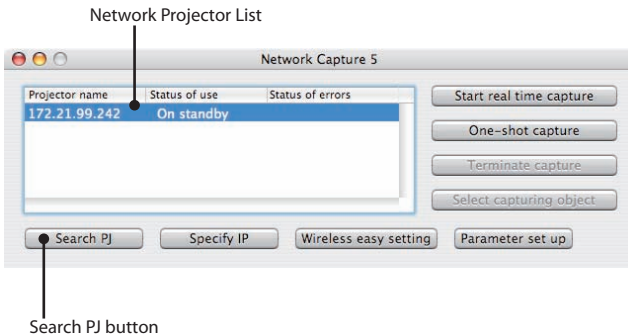 Network Projector List
Network Capture 5
Projector name Status of use Status of errors
172.21.99.242 On standby
Start real time capture
One-shot capture
Terminate capture
Select capturing object
Search PJ Specify IP Wireless easy setting Parameter set up
Search PJ button